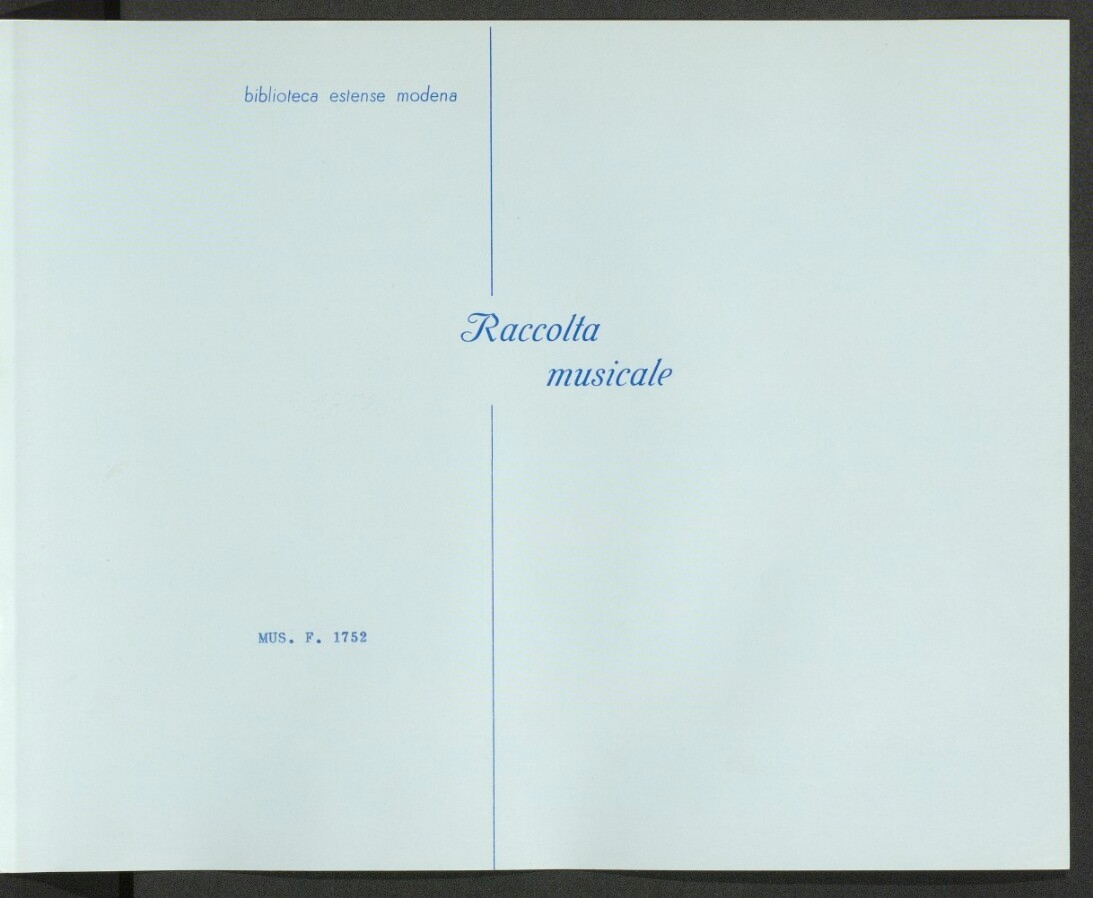 biblioteca estense modena
Raccolta
musicale
MUS. F. 1752